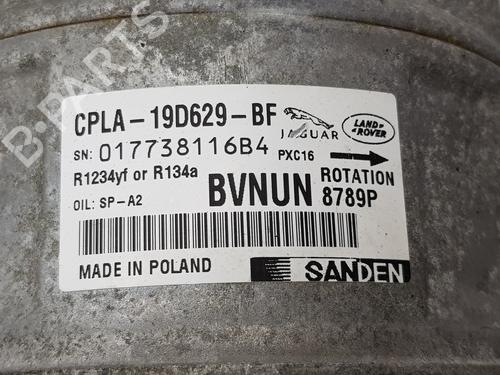 B-PARTS
CPLA-19D629-BF
JAGUAR
LAND ROVER
SN: 017738116B4
PXC16
R1234yf or R134a
BVNUN
ROTATION
OIL: SP-A2
8789P
MADE IN POLAND
SANDEN